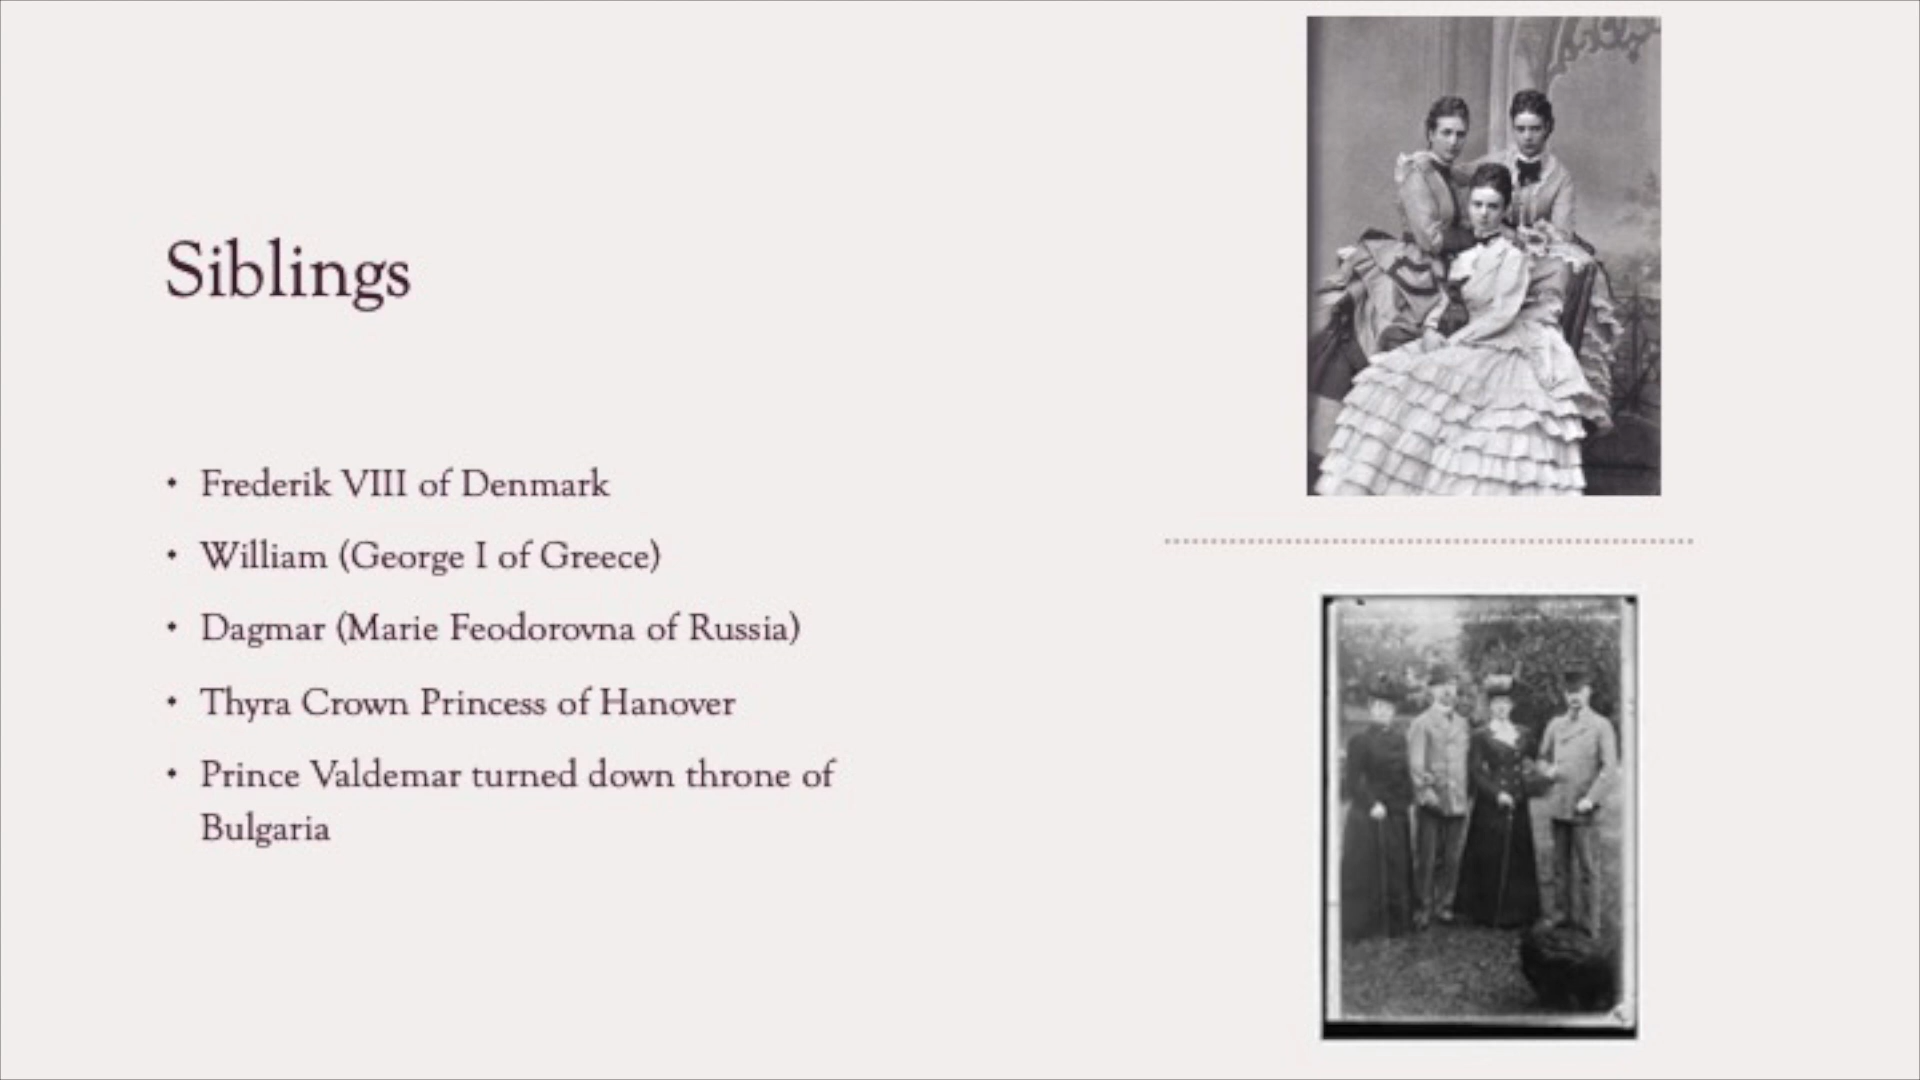 Siblings
• Frederik VIII of Denmark
• William (George I of Greece)
• Dagmar (Marie Feodorovna of Russia)
• Thyra Crown Princess of Hanover
• Prince Valdemar turned down throne of
Bulgaria